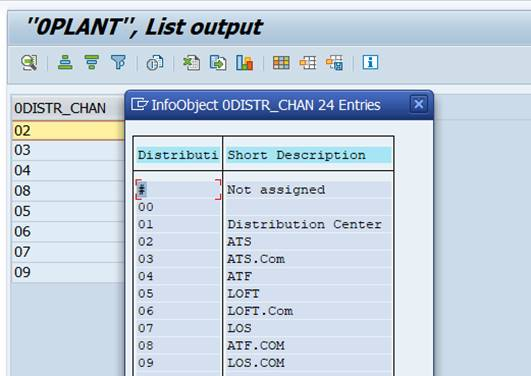 "0PLANT", List output
0DISTR_CHAN
02
03
04
08
05
06
07
09
InfoObject 0DISTR_CHAN 24 Entries
Distributi Short Description
# Not assigned
00
01 Distribution Center
02 ATS
03 ATS.Com
04 ATF
05 LOFT
06 LOFT.Com
07 LOS
08 ATF.COM
09 LOS.COM